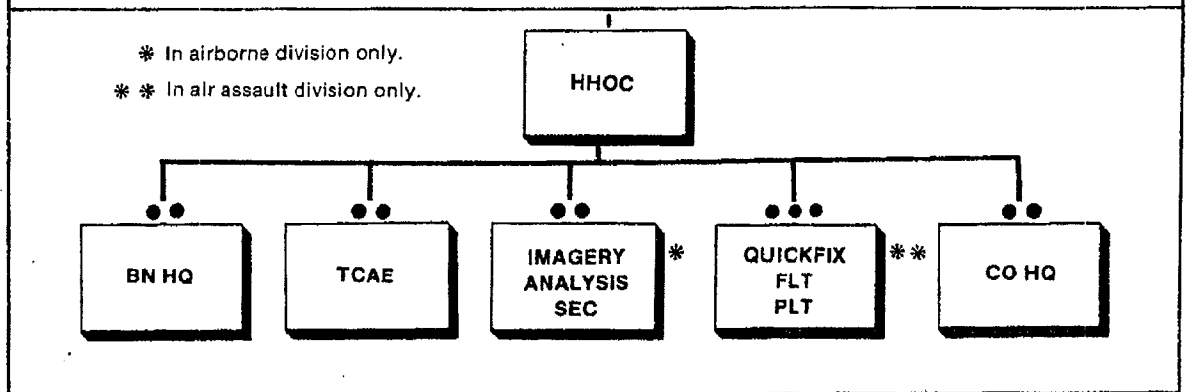 * In airborne division only.
* * In air assault division only.
HHOC
BN HQ
TCAE
IMAGERY
ANALYSIS
SEC
*
QUICKFIX
FLT
PLT
**
CO HQ